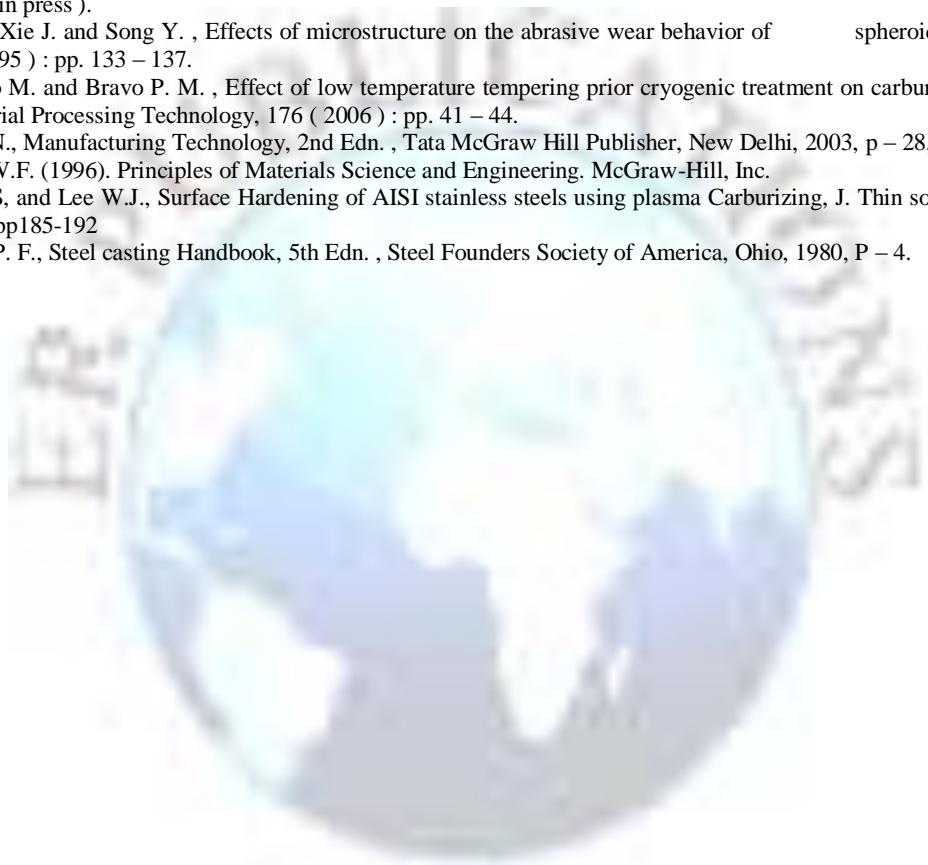 in press ).
Xie J. and Song Y. , Effects of microstructure on the abrasive wear behavior of spheroi
95 ) : pp. 133 – 137.
M. and Bravo P. M. , Effect of low temperature tempering prior cryogenic treatment on carbur
rial Processing Technology, 176 ( 2006 ) : pp. 41 – 44.
N., Manufacturing Technology, 2nd Edn. , Tata McGraw Hill Publisher, New Delhi, 2003, p – 28.
W.F. (1996). Principles of Materials Science and Engineering. McGraw-Hill, Inc.
S, and Lee W.J., Surface Hardening of AISI stainless steels using plasma Carburizing, J. Thin so
pp185-192
P. F., Steel casting Handbook, 5th Edn. , Steel Founders Society of America, Ohio, 1980, P – 4.